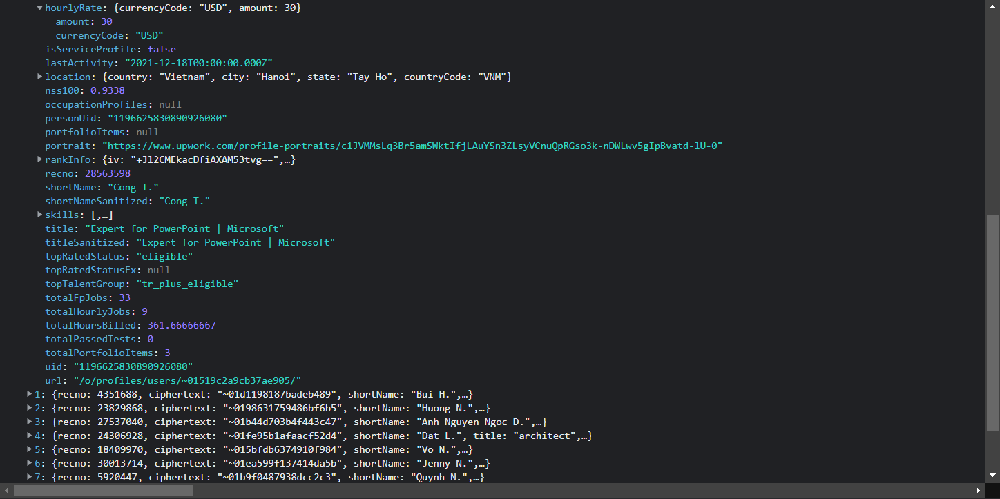 ▼hourlyRate: {currencyCode: "USD", amount: 30}
amount: 30
currencyCode: "USD"
isServiceProfile: false
lastActivity: "2021-12-18T00:00:00.000Z"
▶location: {country: "Vietnam", city: "Hanoi", state: "Tay Ho", countryCode: "VNM"}
nss100: 0.9338
occupationProfiles: null
personUid: "1196625830890926080"
portfolioItems: null
portrait: "https://www.upwork.com/profile-portraits/c1JVMMsLq3Br5amSWktIfjLAuYSn3ZLsyVCnuQpRGso3k-nDWLwv5gIpBvatd-lU-0"
▶rankInfo: {iv: "+Jl2CMEkacDfiAXAM53tvg==",…}
recno: 28563598
shortName: "Cong T."
shortNameSanitized: "Cong T."
▶skills: [,…]
title: "Expert for PowerPoint | Microsoft"
titleSanitized: "Expert for PowerPoint | Microsoft"
topRatedStatus: "eligible"
topRatedStatusEx: null
topTalentGroup: "tr_plus_eligible"
totalFpJobs: 33
totalHourlyJobs: 9
totalHoursBilled: 361.66666667
totalPassedTests: 0
totalPortfolioItems: 3
uid: "1196625830890926080"
url: "/o/profiles/users/~01519c2a9cb37ae905/"
▶1: {recno: 4351688, ciphertext: "~01d1198187badeb489", shortName: "Bui H.",…}
▶2: {recno: 23829868, ciphertext: "~0198631759486bf6b5", shortName: "Huong N.",…}
▶3: {recno: 27537040, ciphertext: "~01b44d703b4f443c47", shortName: "Anh Nguyen Ngoc D.",…}
▶4: {recno: 24306928, ciphertext: "~01fe95b1afaacf52d4", shortName: "Dat L.", title: "architect",…}
▶5: {recno: 18409970, ciphertext: "~015bfdb6374910f984", shortName: "Vo N.",…}
▶6: {recno: 30013714, ciphertext: "~01ea599f137414da5b", shortName: "Jenny N.",…}
▶7: {recno: 5920447, ciphertext: "~01b9f0487938dcc2c3", shortName: "Quynh N.",…}